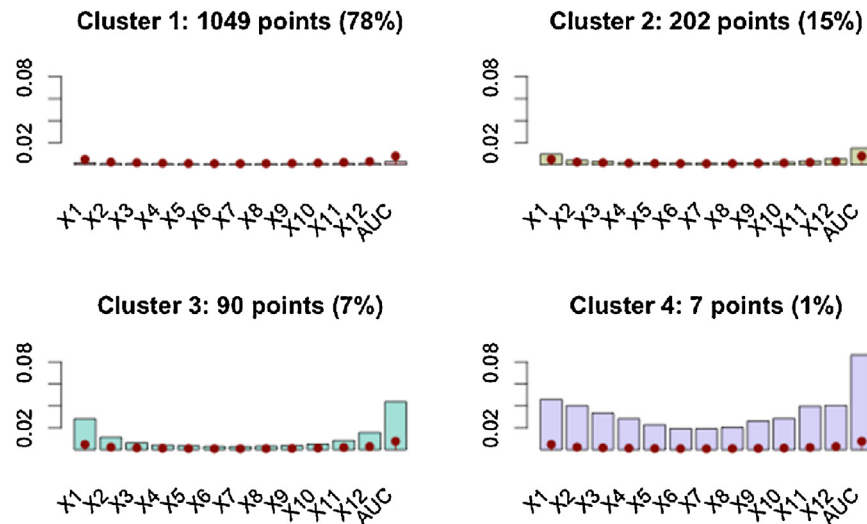 Cluster 1: 1049 points (78%)
0.08
0.02
X1 X2 X3 X4 X5 X6 X7 X8 X9 X10 X11 X12 AUC
Cluster 2: 202 points (15%)
0.08
0.02
X1 X2 X3 X4 X5 X6 X7 X8 X9 X10 X11 X12 AUC
Cluster 3: 90 points (7%)
0.08
0.02
X1 X2 X3 X4 X5 X6 X7 X8 X9 X10 X11 X12 AUC
Cluster 4: 7 points (1%)
0.08
0.02
X1 X2 X3 X4 X5 X6 X7 X8 X9 X10 X11 X12 AUC